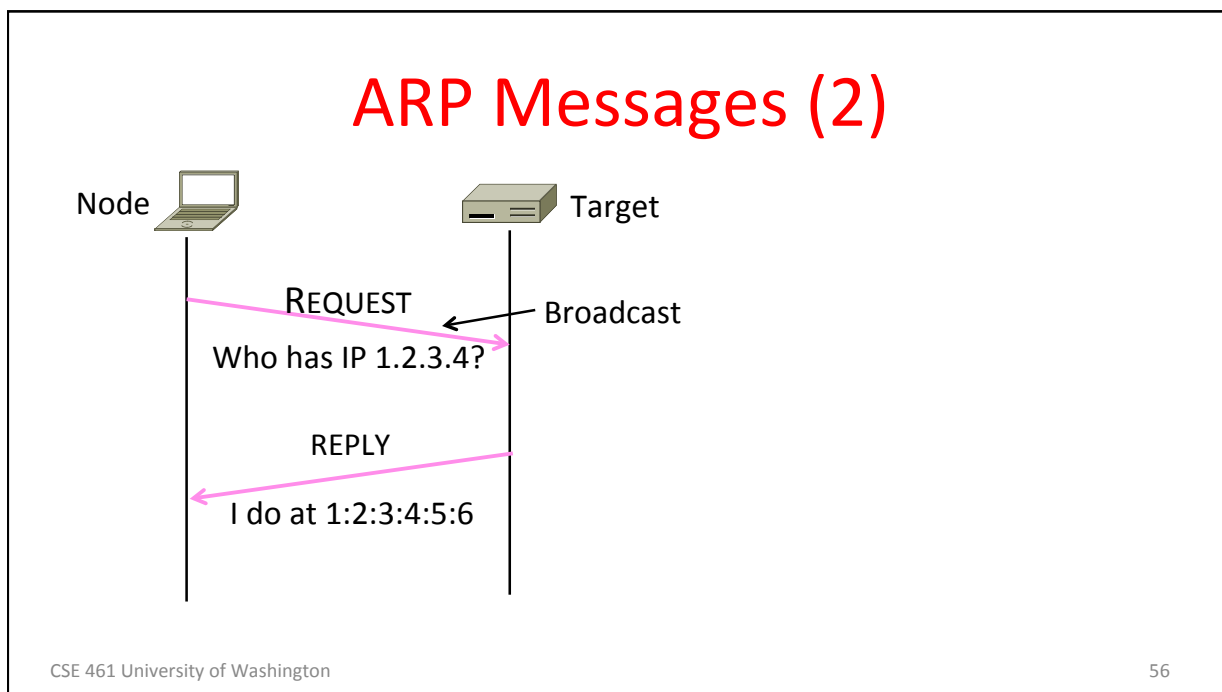 ARP Messages (2)
Node
Target
REQUEST
Broadcast
Who has IP 1.2.3.4?
REPLY
I do at 1:2:3:4:5:6
CSE 461 University of Washington
56